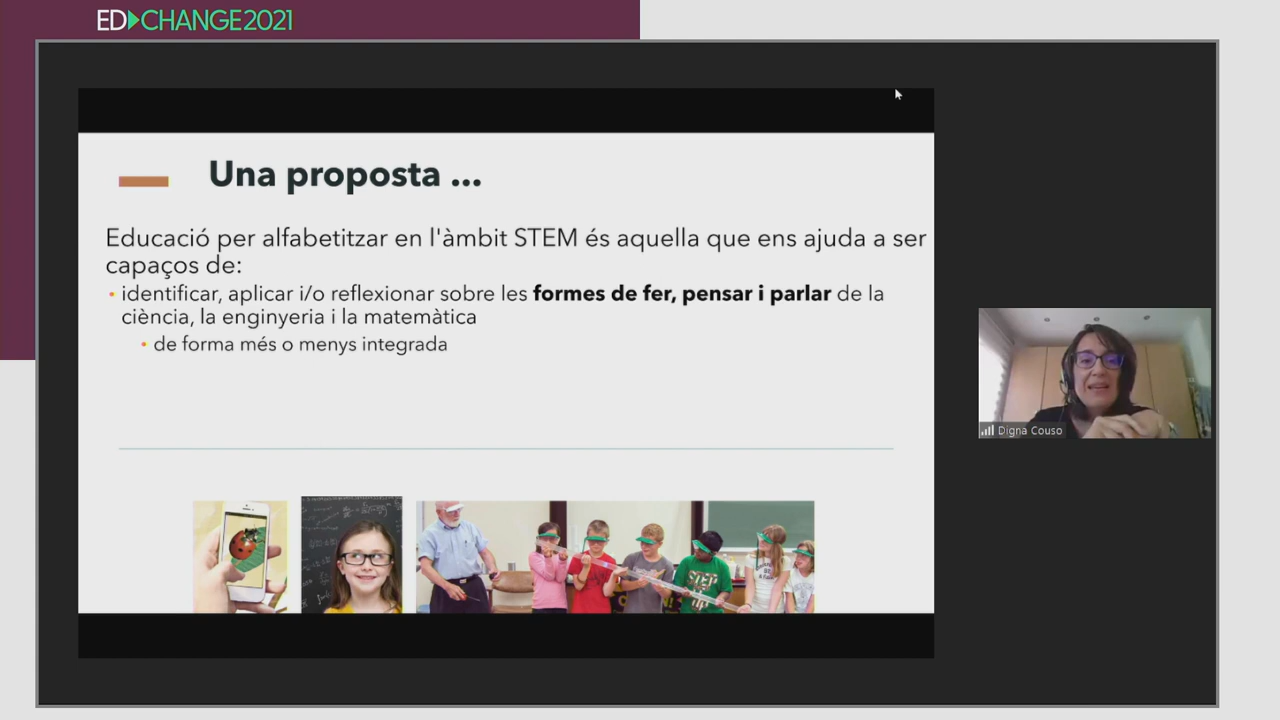 ED CHANGE2021
Una proposta ...
Educació per alfabetitzar en l'àmbit STEM és aquella que ens ajuda a ser
capaços de:
• identificar, aplicar i/o reflexionar sobre les formes de fer, pensar i parlar de la
ciència, la enginyeria i la matemàtica
• de forma més o menys integrada
Digna Couso